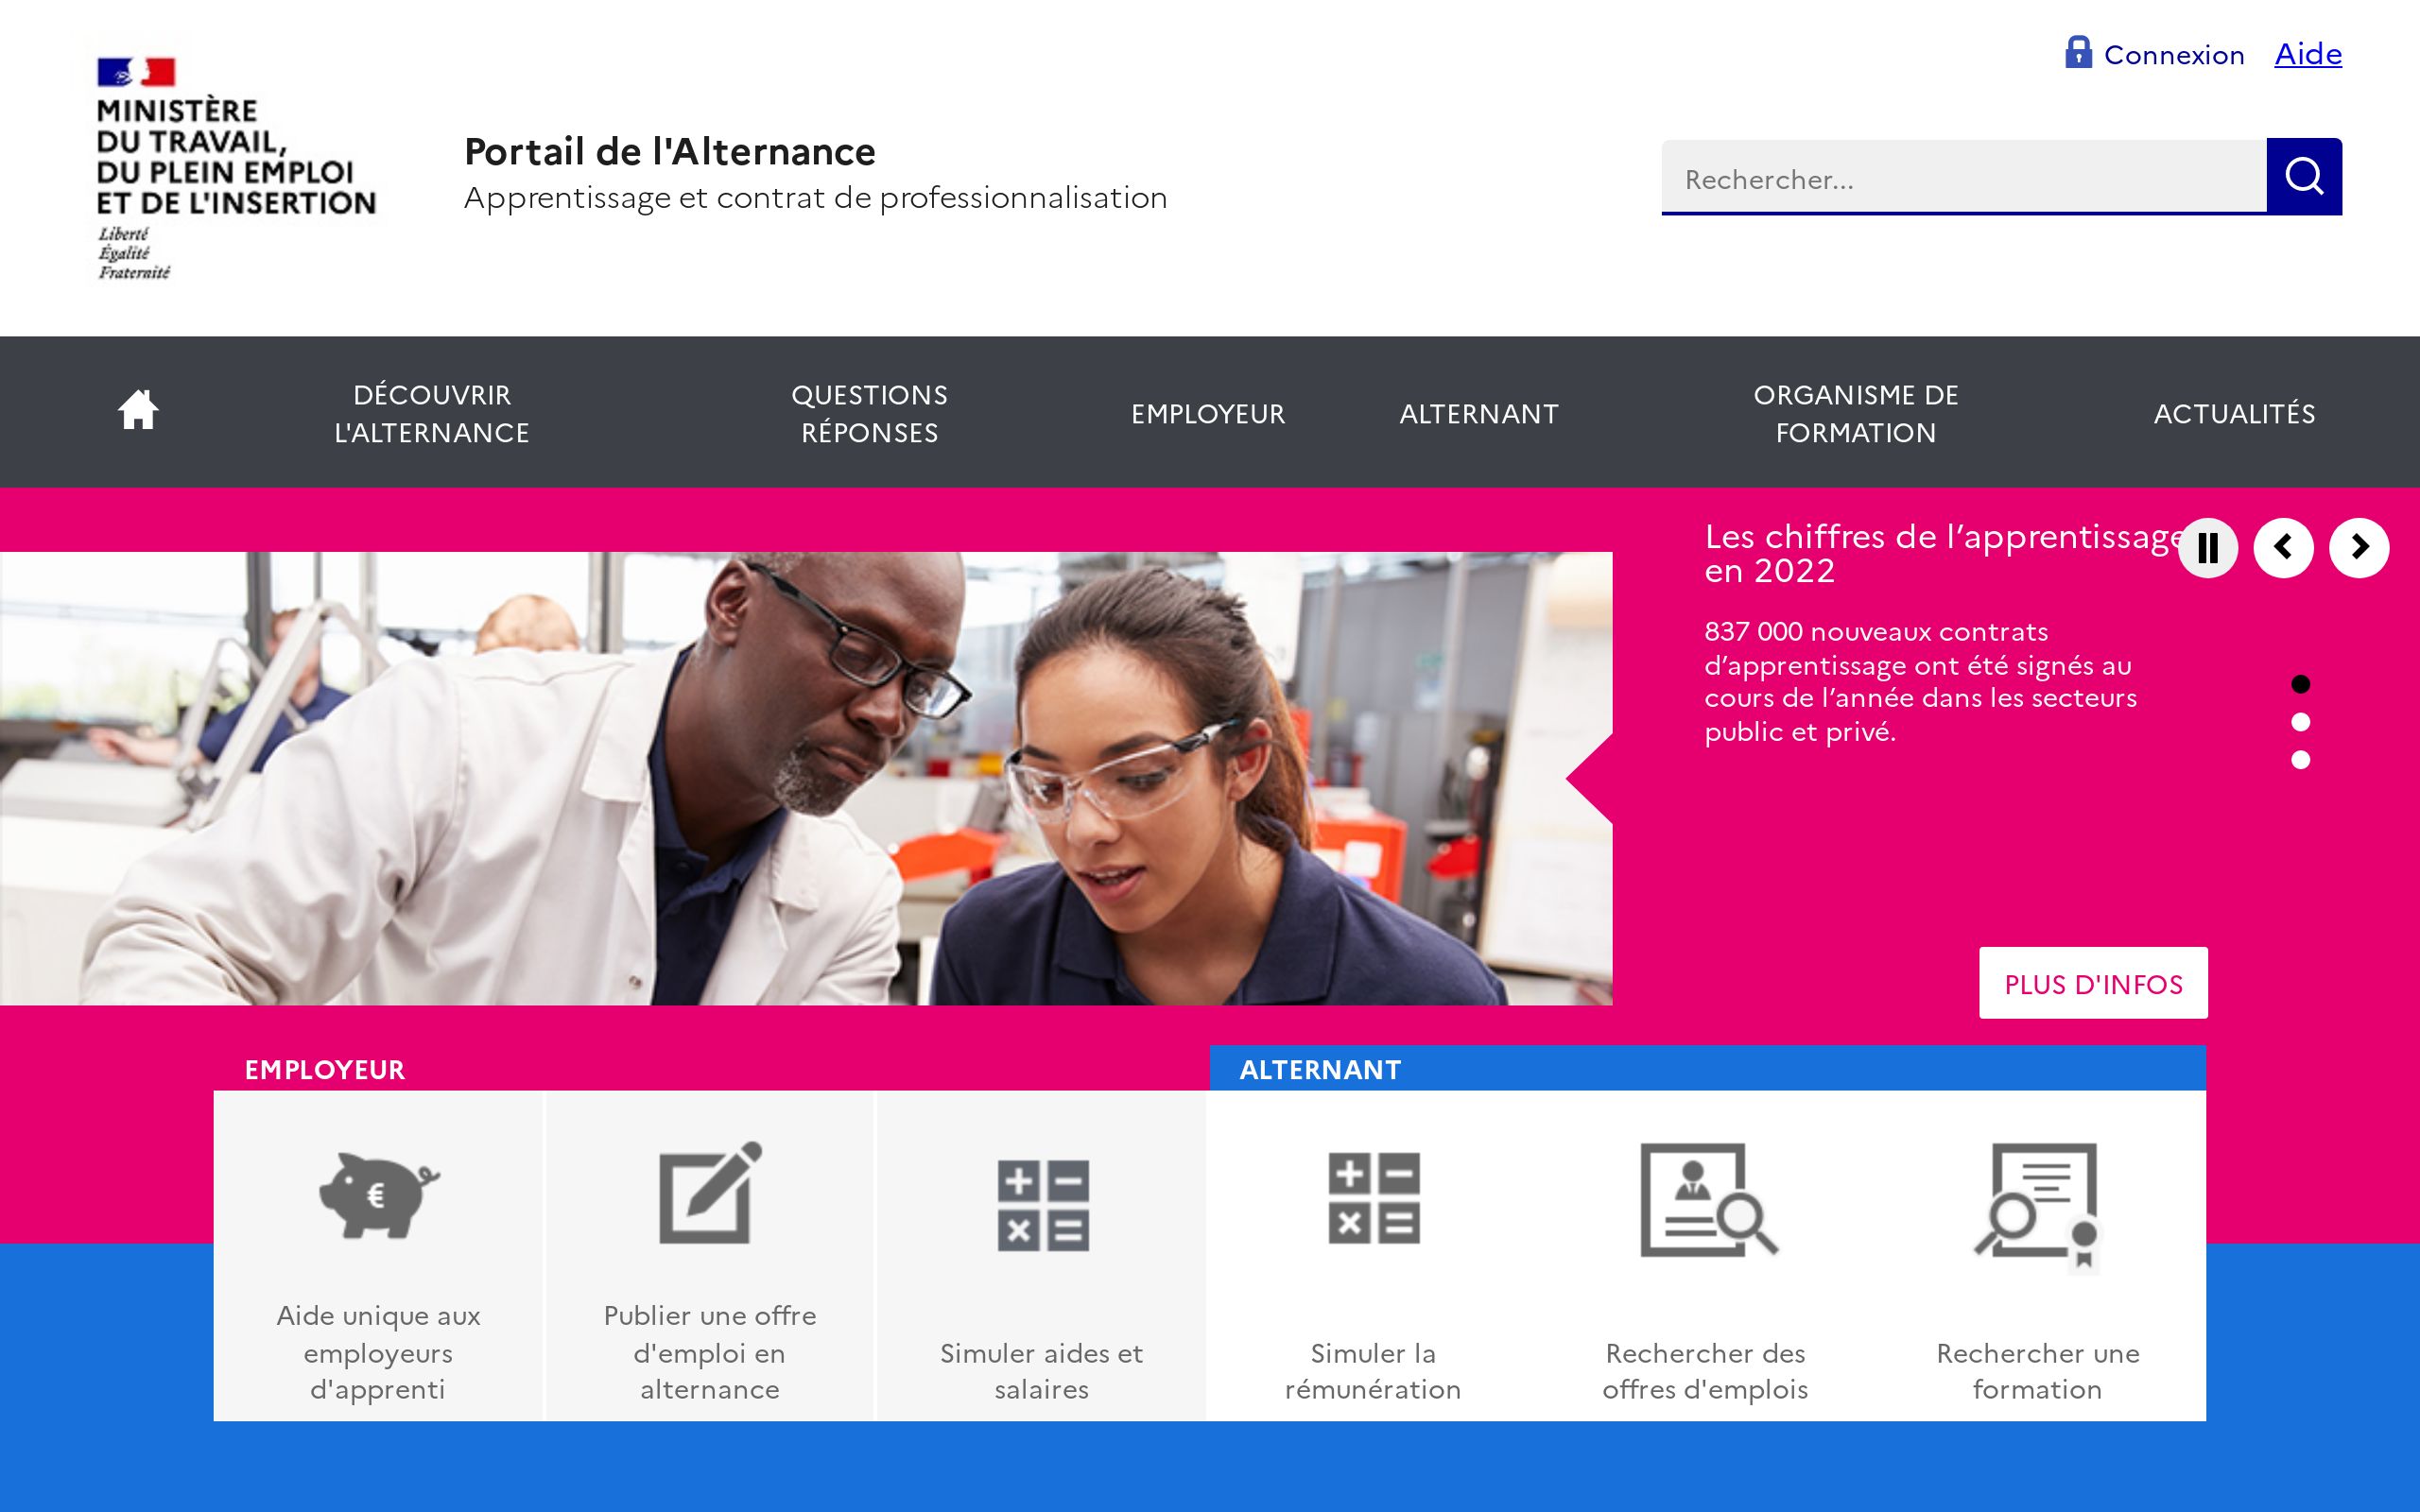 Connexion Aide
MINISTÈRE
DU TRAVAIL,
DU PLEIN EMPLOI
ET DE L'INSERTION
Liberté
Égalité
Fraternité
Portail de l'Alternance
Apprentissage et contrat de professionnalisation
Rechercher...
DÉCOUVRIR
L'ALTERNANCE
QUESTIONS
RÉPONSES
EMPLOYEUR
ALTERNANT
ORGANISME DE
FORMATION
ACTUALITÉS
Les chiffres de l’apprentissage
en 2022
837 000 nouveaux contrats
d’apprentissage ont été signés au
cours de l’année dans les secteurs
public et privé.
PLUS D'INFOS
EMPLOYEUR
€
Aide unique aux
employeurs
d'apprenti
Publier une offre
d'emploi en
alternance
Simuler aides et
salaires
ALTERNANT
Simuler la
rémunération
Rechercher des
offres d'emplois
Rechercher une
formation